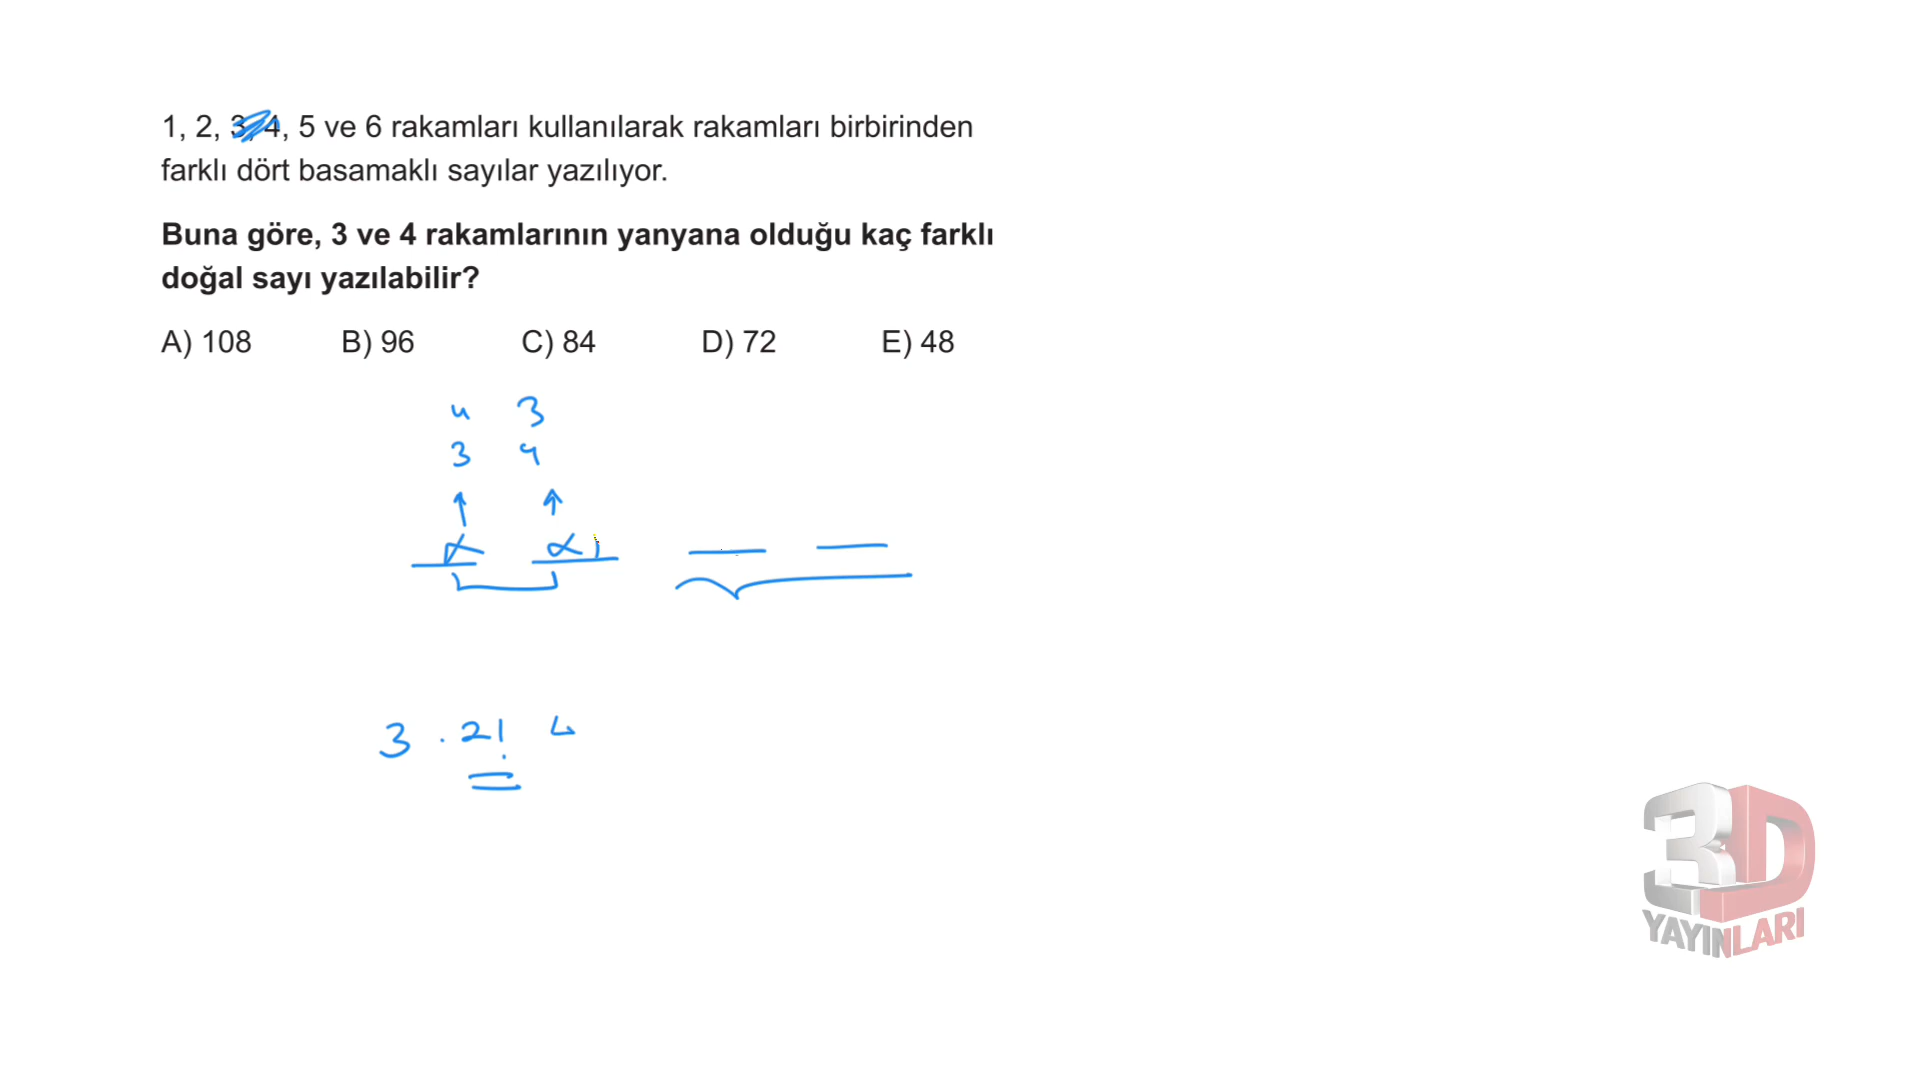 1, 2, 3, 4, 5 ve 6 rakamları kullanılarak rakamları birbirinden
farklı dört basamaklı sayılar yazılıyor.
Buna göre, 3 ve 4 rakamlarının yanyana olduğu kaç farklı
doğal sayı yazılabilir?
A) 108 B) 96 C) 84 D) 72 E) 48
4 3
3 4
3 . 2!
3D
YAYINLARI